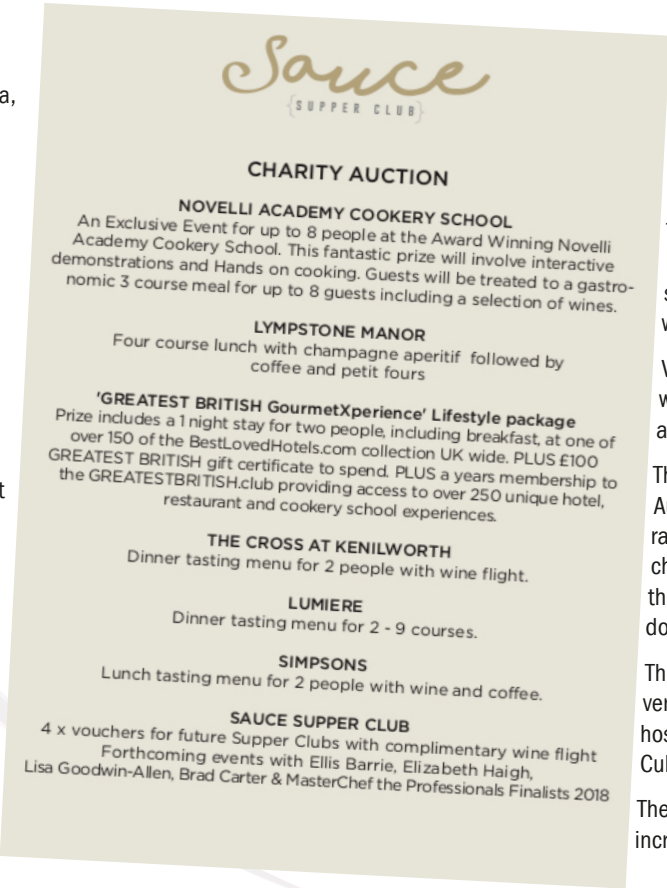 Sauce
{SUPPER CLUB}
CHARITY AUCTION
NOVELLI ACADEMY COOKERY SCHOOL
An Exclusive Event for up to 8 people at the Award Winning Novelli
Academy Cookery School. This fantastic prize will involve interactive
demonstrations and Hands on cooking. Guests will be treated to a gastro-
nomic 3 course meal for up to 8 guests including a selection of wines.
LYMPSTONE MANOR
Four course lunch with champagne aperitif followed by
coffee and petit fours
'GREATEST BRITISH GourmetXperience' Lifestyle package
Prize includes a 1 night stay for two people, including breakfast, at one of
over 150 of the BestLovedHotels.com collection UK wide. PLUS £100
GREATEST BRITISH gift certificate to spend. PLUS a years membership to
the GREATESTBRITISH.club providing access to over 250 unique hotel,
restaurant and cookery school experiences.
THE CROSS AT KENILWORTH
Dinner tasting menu for 2 people with wine flight.
LUMIERE
Dinner tasting menu for 2 - 9 courses.
SIMPSONS
Lunch tasting menu for 2 people with wine and coffee.
SAUCE SUPPER CLUB
4 x vouchers for future Supper Clubs with complimentary wine flight
Forthcoming events with Ellis Barrie, Elizabeth Haigh,
Lisa Goodwin-Allen, Brad Carter & MasterChef the Professionals Finalists 2018